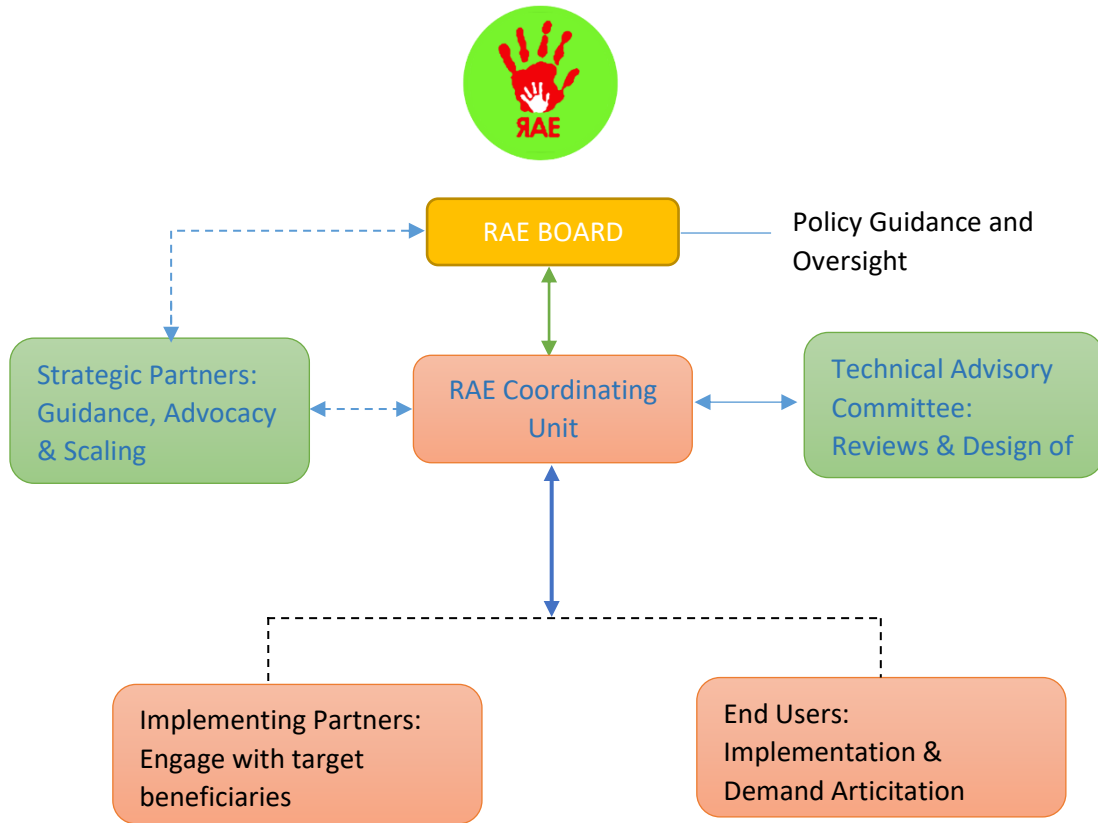 ЯAE
RAE BOARD
Policy Guidance and
Oversight
Strategic Partners:
Guidance, Advocacy
& Scaling
RAE Coordinating
Unit
Technical Advisory
Committee:
Reviews & Design of
Implementing Partners:
Engage with target
beneficiaries
End Users:
Implementation &
Demand Articitation